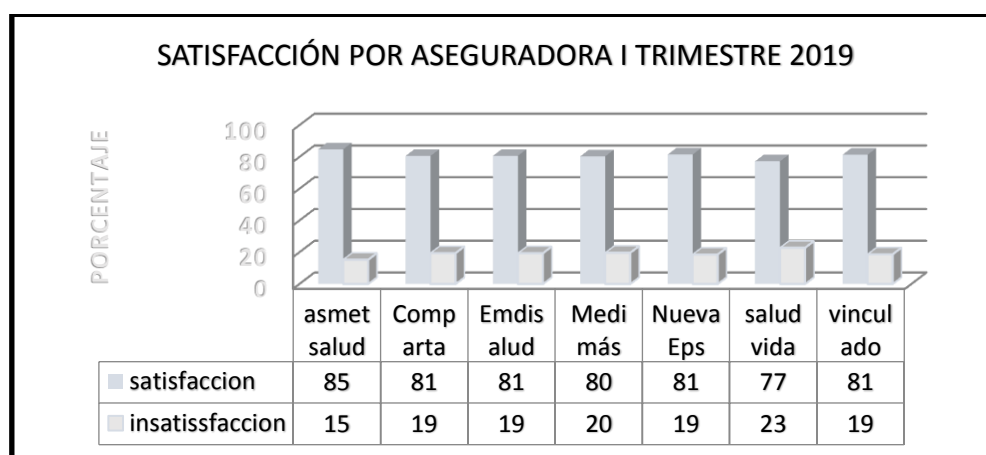 SATISFACCIÓN POR ASEGURADORA I TRIMESTRE 2019
PORCENTAJE
100
80
60
40
20
0
asmet Comp Emdis Medi Nueva salud vincul
salud arta alud más Eps vida ado
satisfaccion 85 81 81 80 81 77 81
insatissfaccion 15 19 19 20 19 23 19